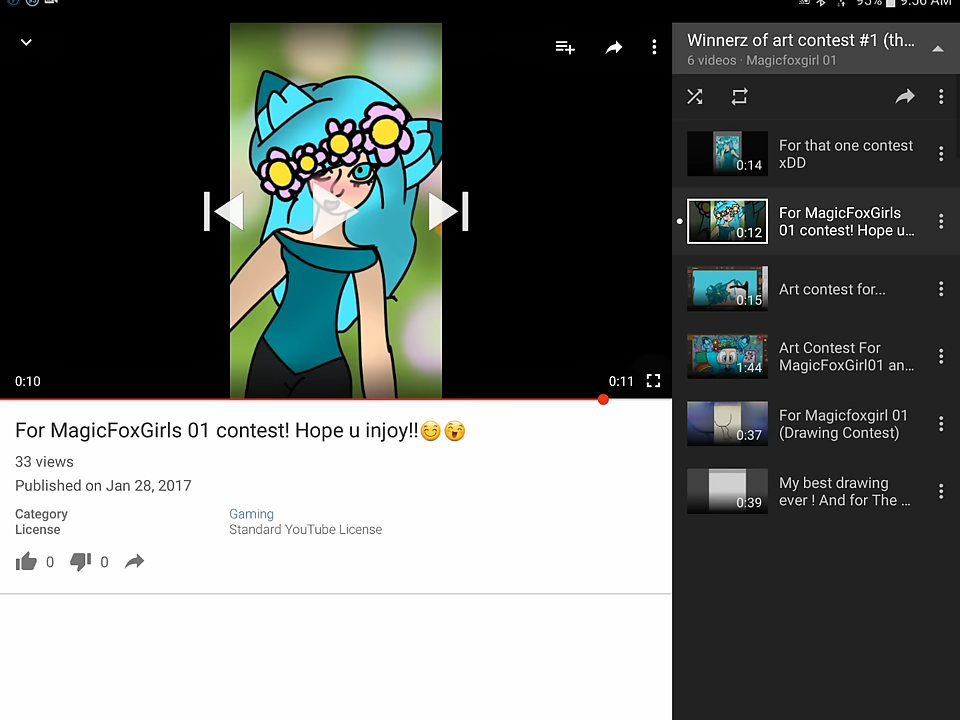 95% 9:56 AM
Winnerz of art contest #1 (th...
6 videos · Magicfoxgirl 01
0:14
For that one contest
xDD
0:12
For MagicFoxGirls
01 contest! Hope u...
0:15
Art contest for...
1:44
Art Contest For
MagicFoxGirl01 an...
0:37
For Magicfoxgirl 01
(Drawing Contest)
0:39
My best drawing
ever ! And for The ...
0:10
0:11
For MagicFoxGirls 01 contest! Hope u injoy!!😊😉
33 views
Published on Jan 28, 2017
Category Gaming
License Standard YouTube License
0 0